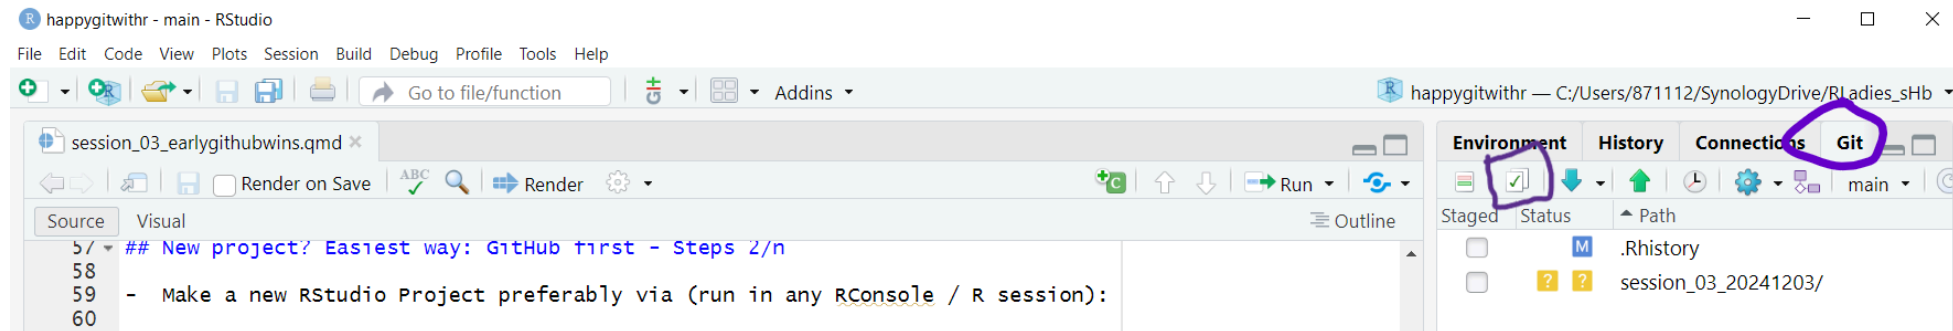 happygitwithr - main - RStudio
File Edit Code View Plots Session Build Debug Profile Tools Help
Go to file/function Addins happygitwithr — C:/Users/871112/SynologyDrive/RLadies_sHb
session_03_earlygithubwins.qmd Environment History Connections Git
Render on Save ABC Render Run main
Source Visual Outline Staged Status Path
57 ## New project? Easiest way: GitHub first - Steps 2/n M .Rhistory
58
59 - Make a new RStudio Project preferably via (run in any RConsole / R session): ? ? session_03_20241203/
60